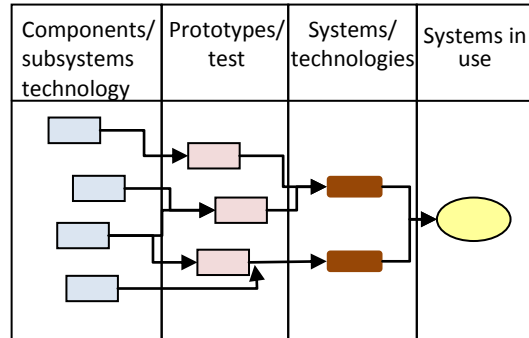 Components/
subsystems
technology
Prototypes/
test
Systems/
technologies
Systems in
use